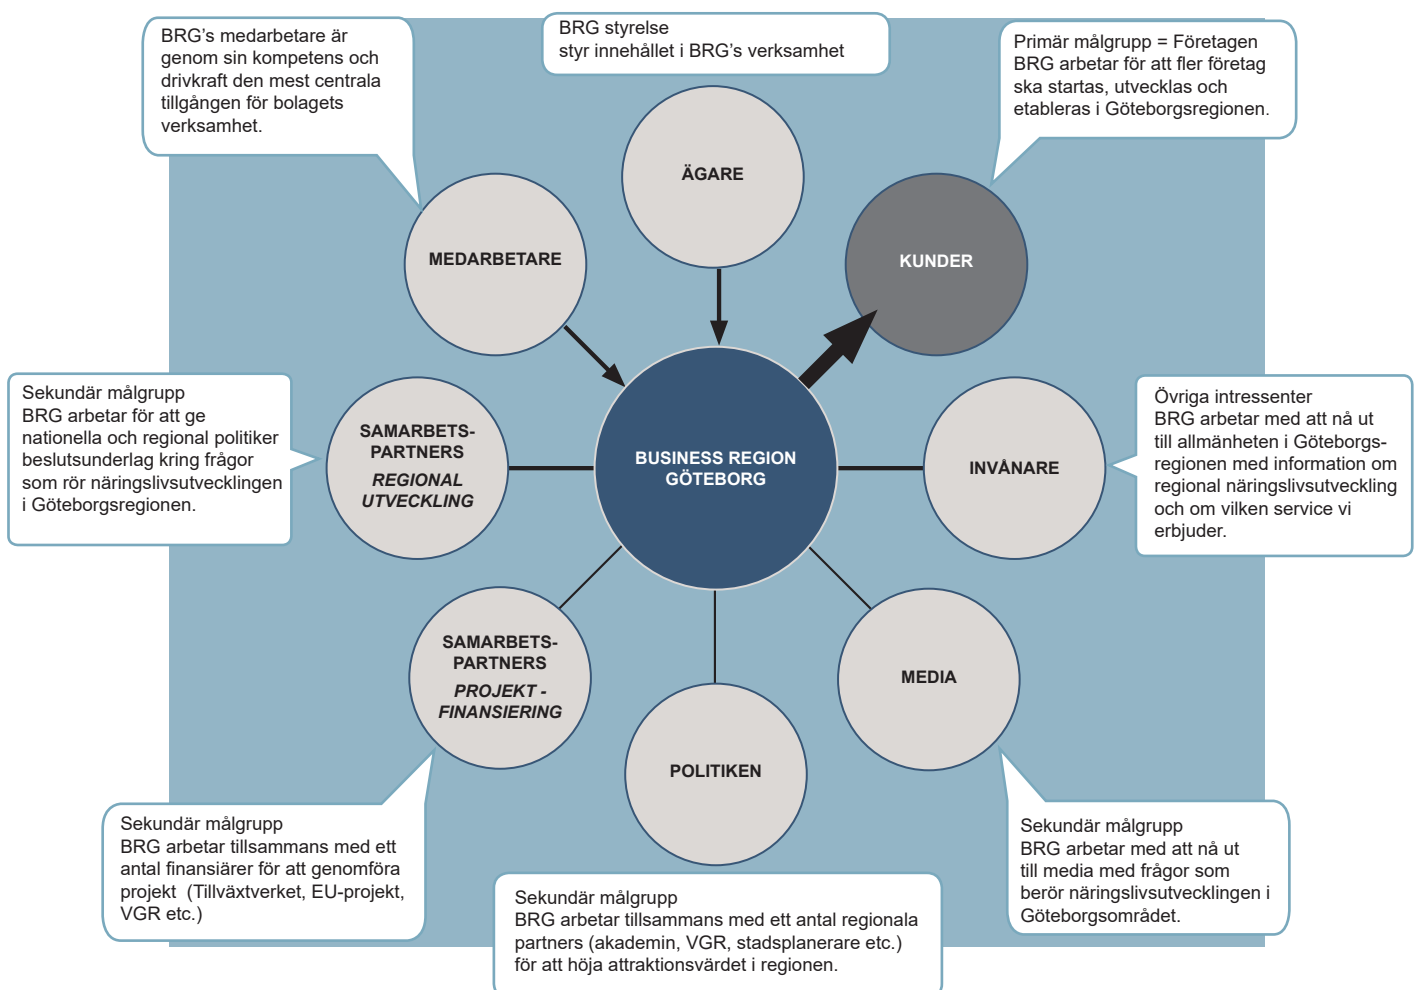 BRG's medarbetare är
genom sin kompetens och
drivkraft den mest centrala
tillgången för bolagets
verksamhet.
BRG styrelse
styr innehållet i BRG's verksamhet
Primär målgrupp = Företagen
BRG arbetar för att fler företag
ska startas, utvecklas och
etableras i Göteborgsregionen.
ÄGARE
MEDARBETARE
KUNDER
Sekundär målgrupp
BRG arbetar för att ge
nationella och regional politiker
beslutsunderlag kring frågor
som rör näringslivsutvecklingen
i Göteborgsregionen.
SAMARBETS-
PARTNERS
REGIONAL
UTVECKLING
BUSINESS REGION
GÖTEBORG
INVÅNARE
Övriga intressenter
BRG arbetar med att nå ut
till allmänheten i Göteborgs-
regionen med information om
regional näringslivsutveckling
och om vilken service vi
erbjuder.
SAMARBETS-
PARTNERS
PROJEKT -
FINANSIERING
MEDIA
POLITIKEN
Sekundär målgrupp
BRG arbetar tillsammans med ett
antal finansiärer för att genomföra
projekt  (Tillväxtverket, EU-projekt,
VGR etc.)
Sekundär målgrupp
BRG arbetar tillsammans med ett antal regionala
partners (akademin, VGR, stadsplanerare etc.)
för att höja attraktionsvärdet i regionen.
Sekundär målgrupp
BRG arbetar med att nå ut
till media med frågor som
berör näringslivsutvecklingen i
Göteborgsområdet.